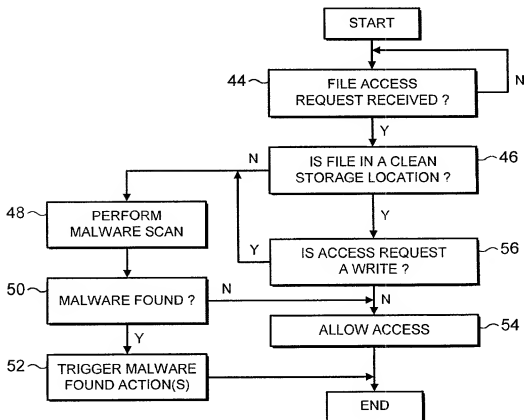 START
44
FILE ACCESS
REQUEST RECEIVED ?
N
Y
N
IS FILE IN A CLEAN
STORAGE LOCATION ?
46
48
PERFORM
MALWARE SCAN
Y
Y
IS ACCESS REQUEST
A WRITE ?
56
50
MALWARE FOUND ?
N
N
Y
ALLOW ACCESS
54
52
TRIGGER MALWARE
FOUND ACTION(S)
END